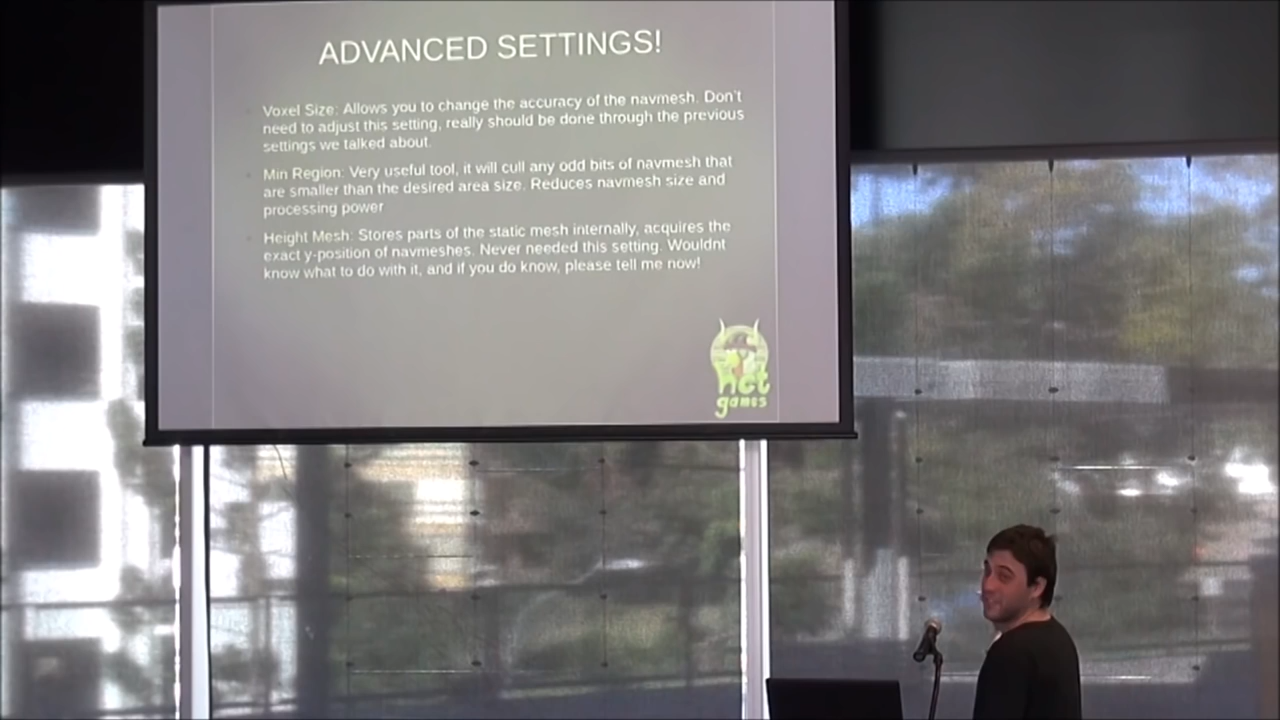 ADVANCED SETTINGS!
Voxel Size: Allows you to change the accuracy of the navmesh. Don't
need to adjust this setting, really should be done through the previous
settings we talked about.
Min Region: Very useful tool, it will cull any odd bits of navmesh that
are smaller than the desired area size. Reduces navmesh size and
processing power
Height Mesh: Stores parts of the static mesh internally, acquires the
exact y-position of navmeshes. Never needed this setting. Wouldnt
know what to do with it, and if you do know, please tell me now!
hct
games